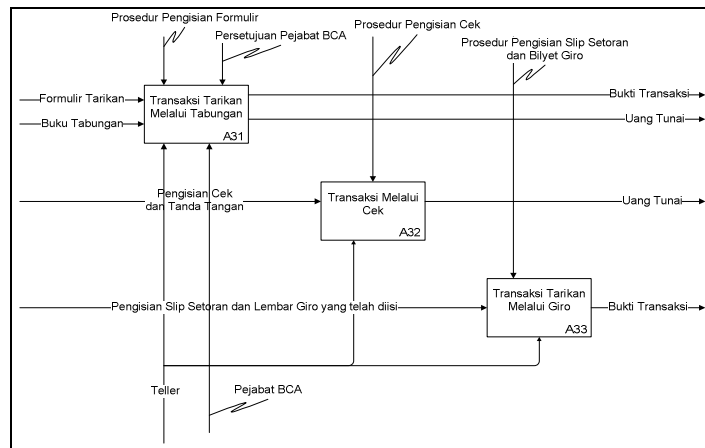 Prosedur Pengisian Formulir
Persetujuan Pejabat BCA
Prosedur Pengisian Cek
Prosedur Pengisian Slip Setoran
dan Bilyet Giro
Formulir Tarikan
Buku Tabungan
Transaksi Tarikan
Melalui Tabungan
A31
Bukti Transaksi
Uang Tunai
Pengisian Cek
dan Tanda Tangan
Transaksi Melalui
Cek
A32
Uang Tunai
Pengisian Slip Setoran dan Lembar Giro yang telah diisi
Transaksi Tarikan
Melalui Giro
A33
Bukti Transaksi
Teller
Pejabat BCA